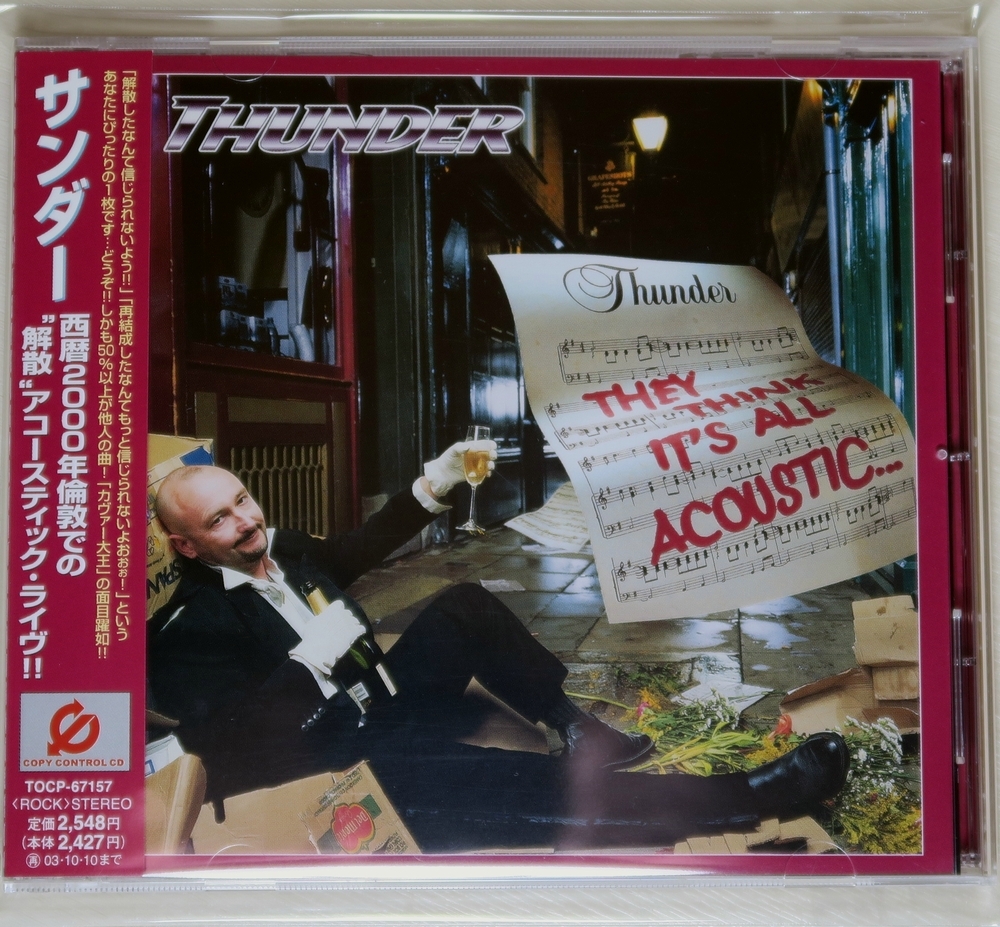 サンダー
西暦2000年倫敦での
”解散“アコースティック・ライヴ!!
「解散したなんて信じられないよう!!」「再結成したなんてもっと信じられないよおおぉ!」という
あなたにぴったりの1枚です…どうぞ!!しかも50%以上が他人の曲!「カヴァー大王」の面目躍如!!
COPY CONTROL CD
TOCP-67157
〈ROCK〉STEREO
定価2,548円
(本体2,427円)
再 03・10・10まで
THUNDER
Thunder
THEY
THINK
IT'S ALL
ACOUSTIC...
Del Monte